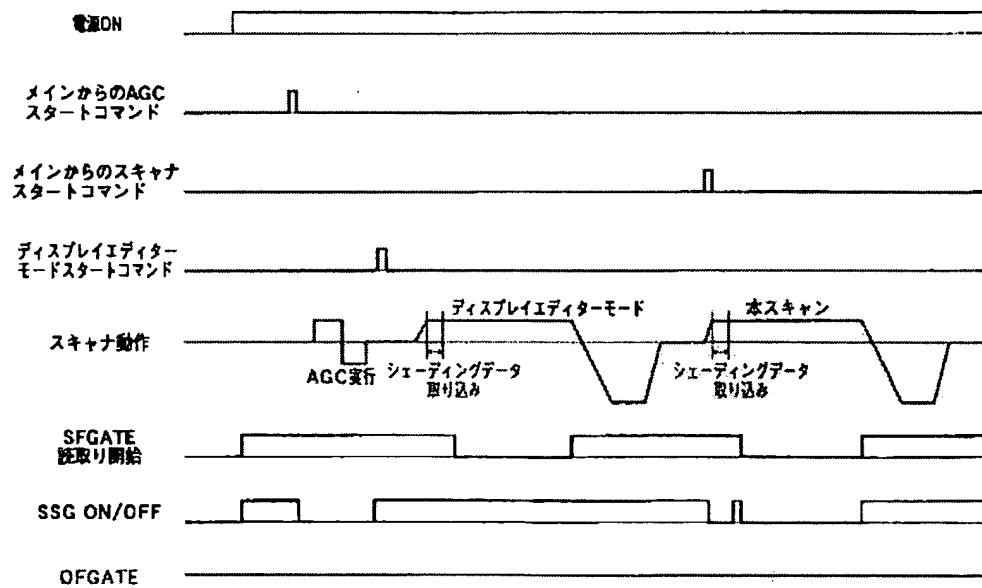 電源ON
メインからのAGC
スタートコマンド
メインからのスキャナ
スタートコマンド
ディスプレイエディター
モードスタートコマンド
ディスプレイエディターモード
本スキャン
スキャナ動作
AGC実行
シェーディングデータ
取り込み
シェーディングデータ
取り込み
SFGATE
読取り開始
SSG ON/OFF
OFGATE